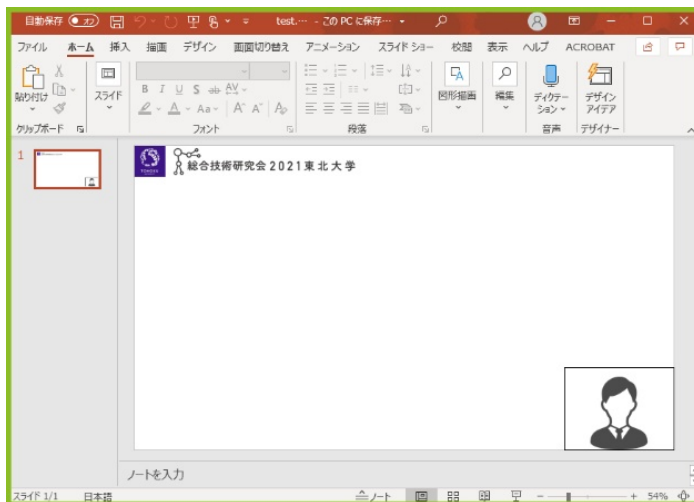 自動保存 オフ test.… - この PC に保存…
ファイル ホーム 挿入 描画 デザイン 画面切り替え アニメーション スライド ショー 校閲 表示 ヘルプ ACROBAT
貼り付け スライド B I U S ab AV Aa A A 図形描画 編集 ディクテーション デザイン アイデア
クリップボード フォント 段落 音声 デザイナー
1
総合技術研究会2021東北大学
TOHOKU
ノートを入力
スライド 1/1 日本語 ノート 54%